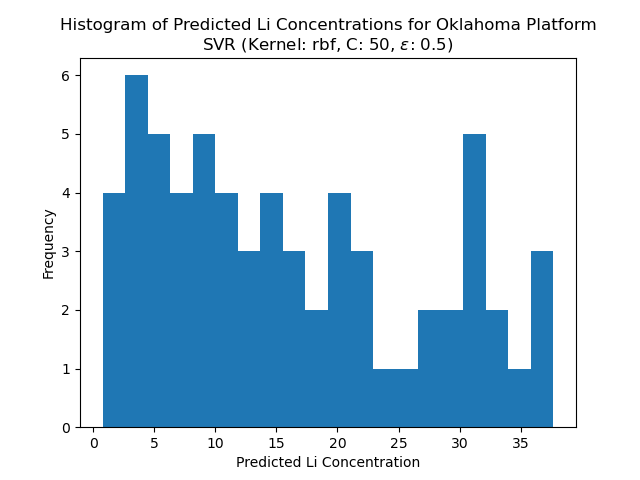 Histogram of Predicted Li Concentrations for Oklahoma Platform
SVR (Kernel: rbf, C: 50, ε: 0.5)
6
5
4
3
2
1
0
Frequency
0 5 10 15 20 25 30 35
Predicted Li Concentration